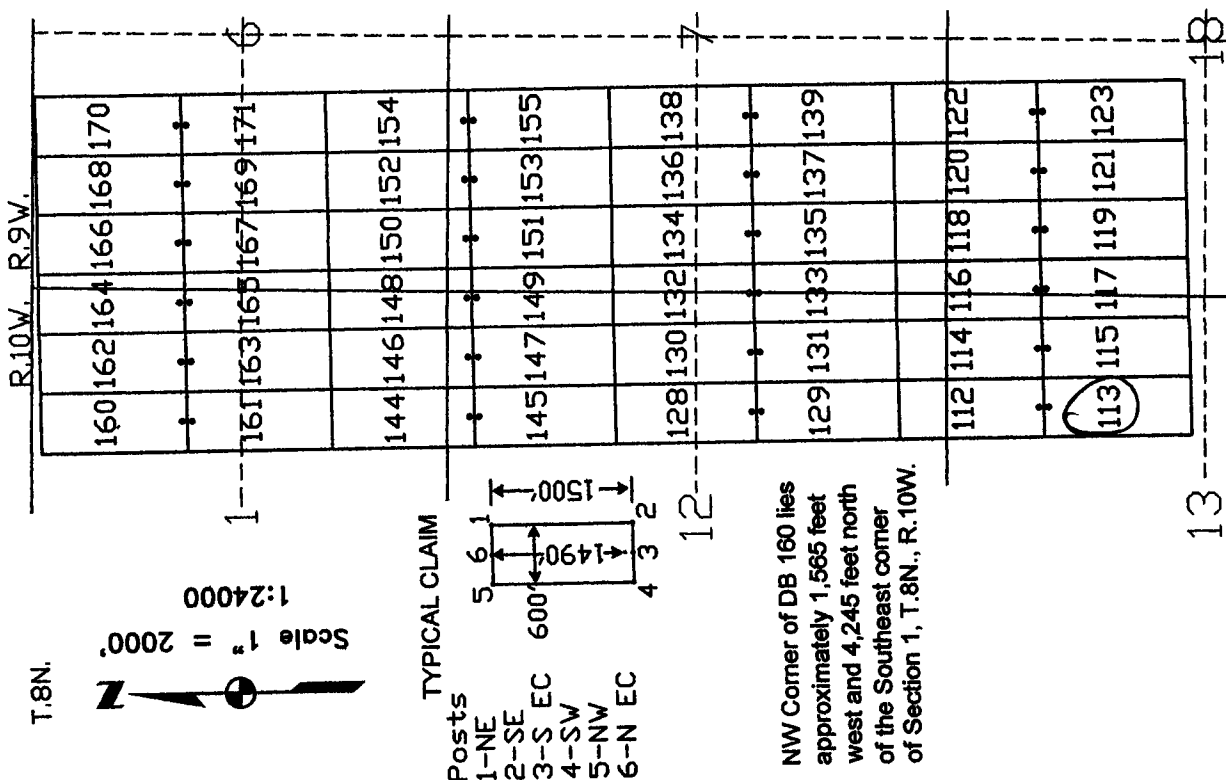 T.8N.
Scale 1" = 2000'
1:24000
R.10W. R.9W.
160 162 164 166 168 170
1 6
161 163 165 167 169 171
144 146 148 150 152 154
145 147 149 151 153 155
128 130 132 134 136 138
12 7
129 131 133 135 137 139
112 114 116 118 120 122
113 115 117 119 121 123
13 18
TYPICAL CLAIM
Posts
1-NE
2-SE
3-S EC
4-SW
5-NW
6-N EC
5 6 1
600'
1490'
1500'
4 3 2
NW Corner of DB 160 lies
approximately 1,565 feet
west and 4,245 feet north
of the Southeast corner
of Section 1, T.8N., R.10W.